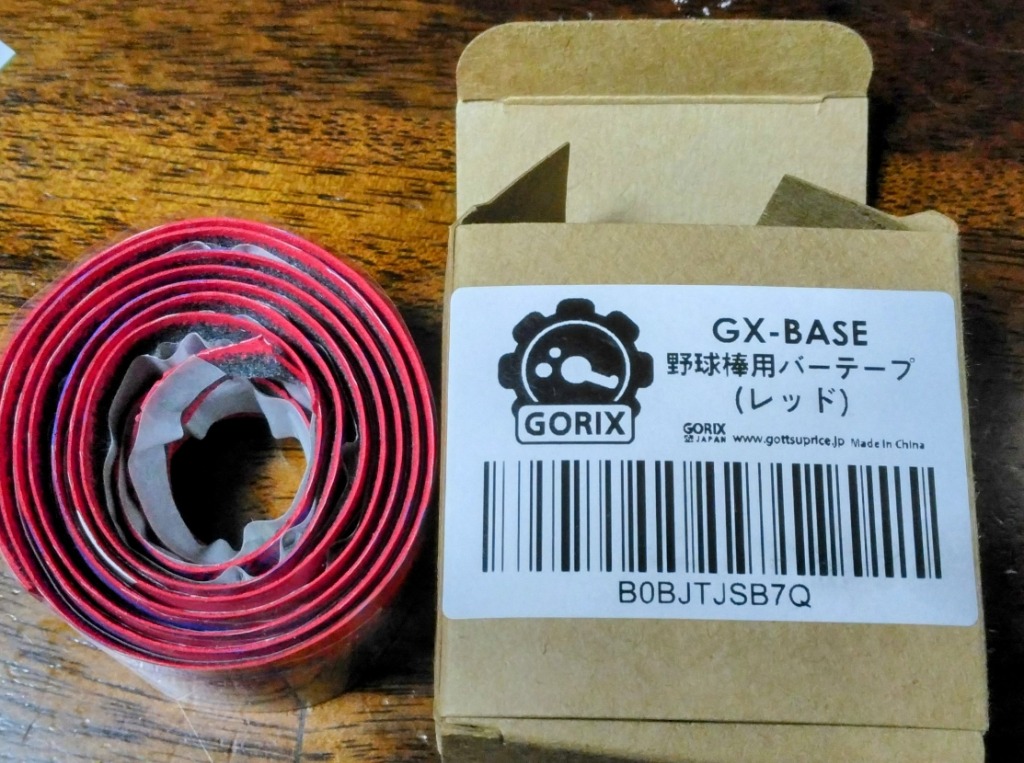 GX-BASE
野球棒用バーテープ
(レッド)
GORIX
GORIX JAPAN www.gottsuprice.jp Made In China
B0BJTJSB7Q